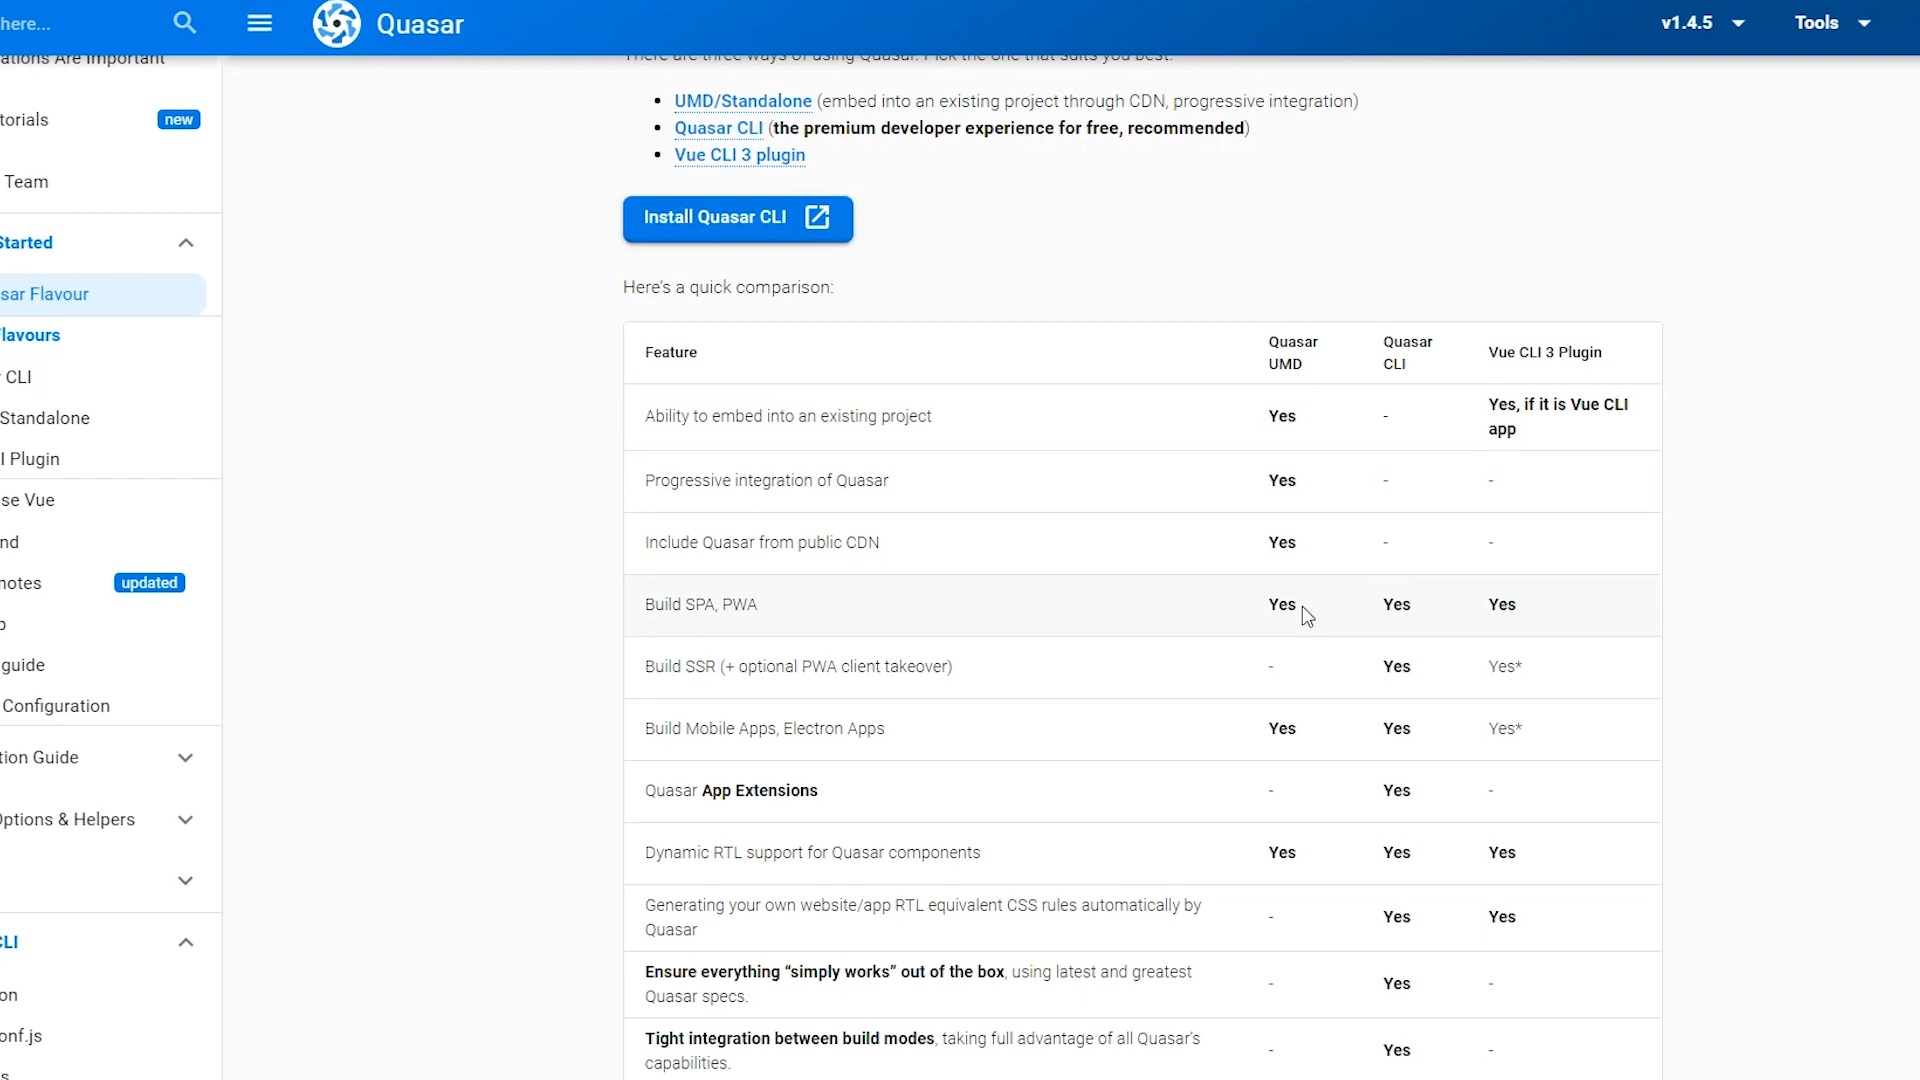 here...
Quasar
v1.4.5
Tools
ations Are Important
torials
new
Team
Started
sar Flavour
lavours
CLI
Standalone
I Plugin
se Vue
nd
notes
updated
p
guide
Configuration
tion Guide
Options & Helpers
CLI
on
onf.js
There are three ways of using Quasar. Pick the one that suits you best:
• UMD/Standalone (embed into an existing project through CDN, progressive integration)
• Quasar CLI (the premium developer experience for free, recommended)
• Vue CLI 3 plugin
Install Quasar CLI
Here's a quick comparison:
Feature Quasar UMD Quasar CLI Vue CLI 3 Plugin
Ability to embed into an existing project Yes - Yes, if it is Vue CLI app
Progressive integration of Quasar Yes - -
Include Quasar from public CDN Yes - -
Build SPA, PWA Yes Yes Yes
Build SSR (+ optional PWA client takeover) - Yes Yes*
Build Mobile Apps, Electron Apps Yes Yes Yes*
Quasar App Extensions - Yes -
Dynamic RTL support for Quasar components Yes Yes Yes
Generating your own website/app RTL equivalent CSS rules automatically by
Quasar - Yes Yes
Ensure everything “simply works” out of the box, using latest and greatest
Quasar specs. - Yes -
Tight integration between build modes, taking full advantage of all Quasar's
capabilities. - Yes -